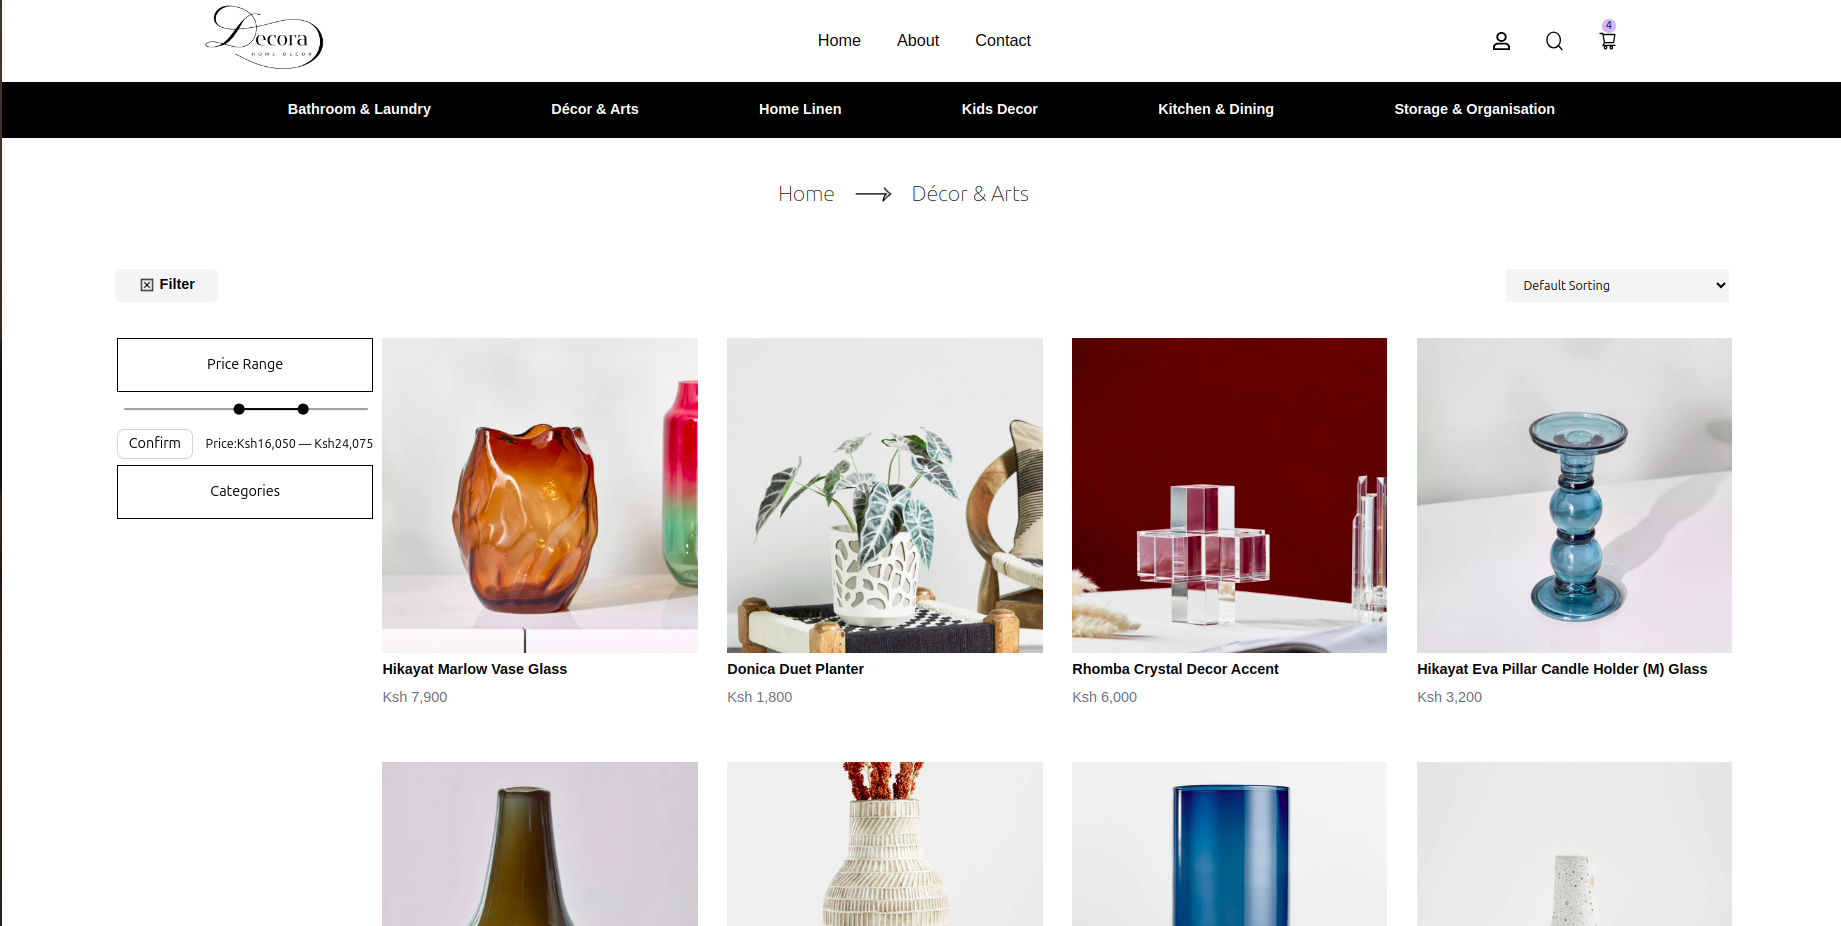 Decora
HOME DECOR
Home About Contact
4
Bathroom & Laundry Décor & Arts Home Linen Kids Decor Kitchen & Dining Storage & Organisation
Home Décor & Arts
Filter
Default Sorting
Price Range
Confirm Price:Ksh16,050 — Ksh24,075
Categories
Hikayat Marlow Vase Glass
Ksh 7,900
Donica Duet Planter
Ksh 1,800
Rhomba Crystal Decor Accent
Ksh 6,000
Hikayat Eva Pillar Candle Holder (M) Glass
Ksh 3,200